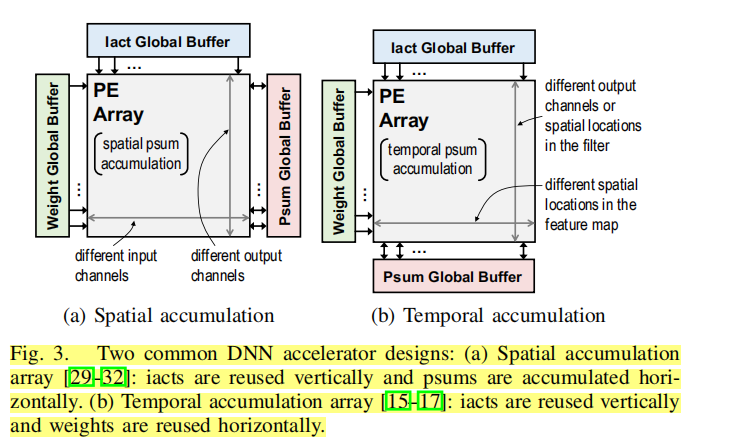 Iact Global Buffer
...
Weight Global Buffer
PE
Array
(spatial psum
accumulation)
...
...
Psum Global Buffer
different input
channels
different output
channels
(a) Spatial accumulation
Iact Global Buffer
...
Weight Global Buffer
PE
Array
(temporal psum
accumulation)
...
...
Psum Global Buffer
different output
channels or
spatial locations
in the filter
different spatial
locations in the
feature map
(b) Temporal accumulation
Fig. 3. Two common DNN accelerator designs: (a) Spatial accumulation
array [29–32]: iacts are reused vertically and psums are accumulated hori-
zontally. (b) Temporal accumulation array [15–17]: iacts are reused vertically
and weights are reused horizontally.